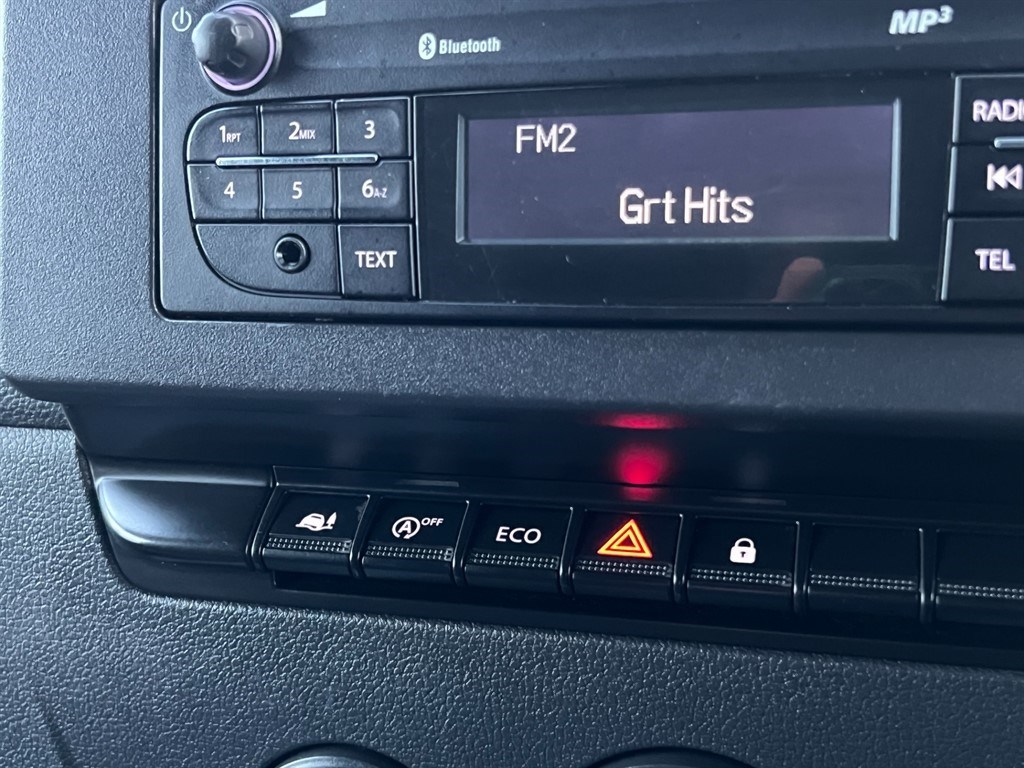 MP3
Bluetooth
1RPT 2MIX 3
4 5 6A-Z
TEXT
FM2
Grt Hits
RADI
TEL
A OFF
ECO